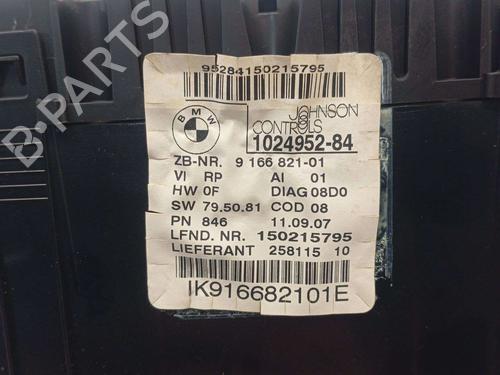 B-PARTS
95284150215795
BMW
JOHNSON CONTROLS
1024952-84
ZB-NR. 9 166 821-01
VI RP AI 01
HW 0F DIAG 08D0
SW 79.50.81 COD 08
PN 846 11.09.07
LFND. NR. 150215795
LIEFERANT 258115 10
IK916682101E